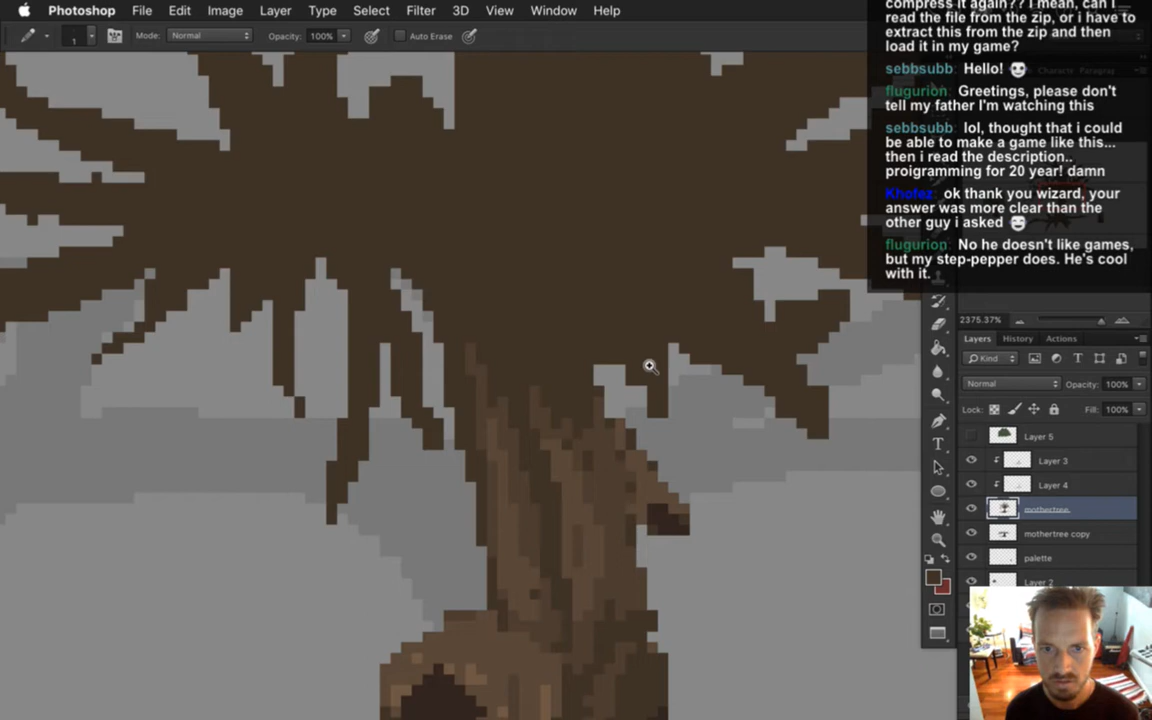 Photoshop File Edit Image Layer Type Select Filter 3D View Window Help
1 Mode: Normal Opacity: 100% Auto Erase
compress it again?? I mean, can I
read the file from the zip, or i have to
extract this from the zip and then
load it in my game?
sebbsubb: Hello!
flugurion: Greetings, please don't
tell my father I'm watching this
sebbsubb: lol, thought that i could
be able to make a game like this...
then i read the description..
proigramming for 20 year! damn
Khofez: ok thank you wizard, your
answer was more clear than the
other guy i asked
flugurion: No he doesn't like games,
but my step-pepper does. He's cool
with it.
2375.37%
Layers History Actions
Kind
Normal Opacity: 100%
Lock: Fill: 100%
Layer 5
Layer 3
Layer 4
mothertree
mothertree copy
palette
Layer 2